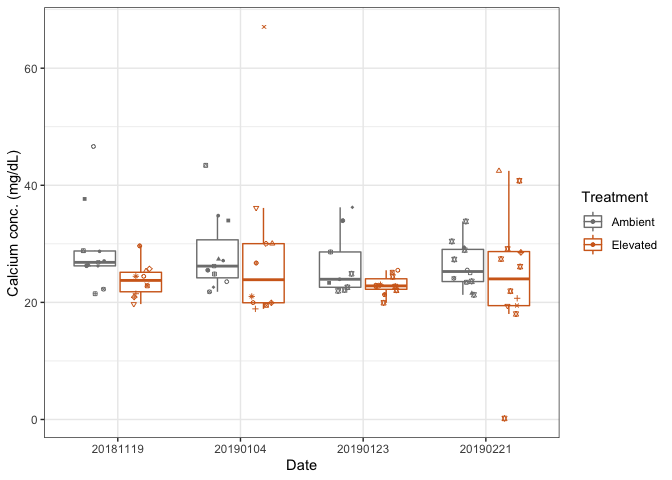 60
40
20
0
Calcium conc. (mg/dL)
20181119
20190104
20190123
20190221
Date
Treatment
Ambient
Elevated